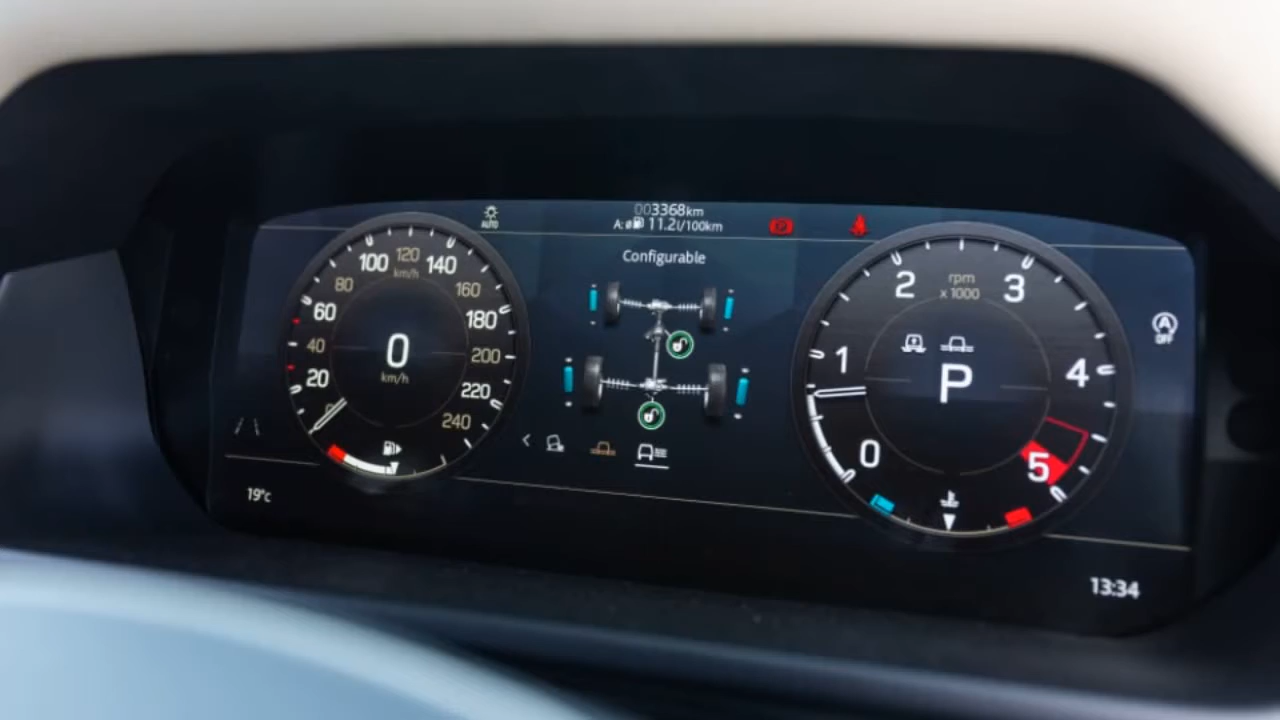 AUTO
003368km
A:ø 11.2l/100km
Configurable
0 20 40 60 80 100 120 140 160 180 200 220 240
km/h
0
km/h
0 1 2 3 4 5
rpm
x 1000
P
A
OFF
19°c
13:34